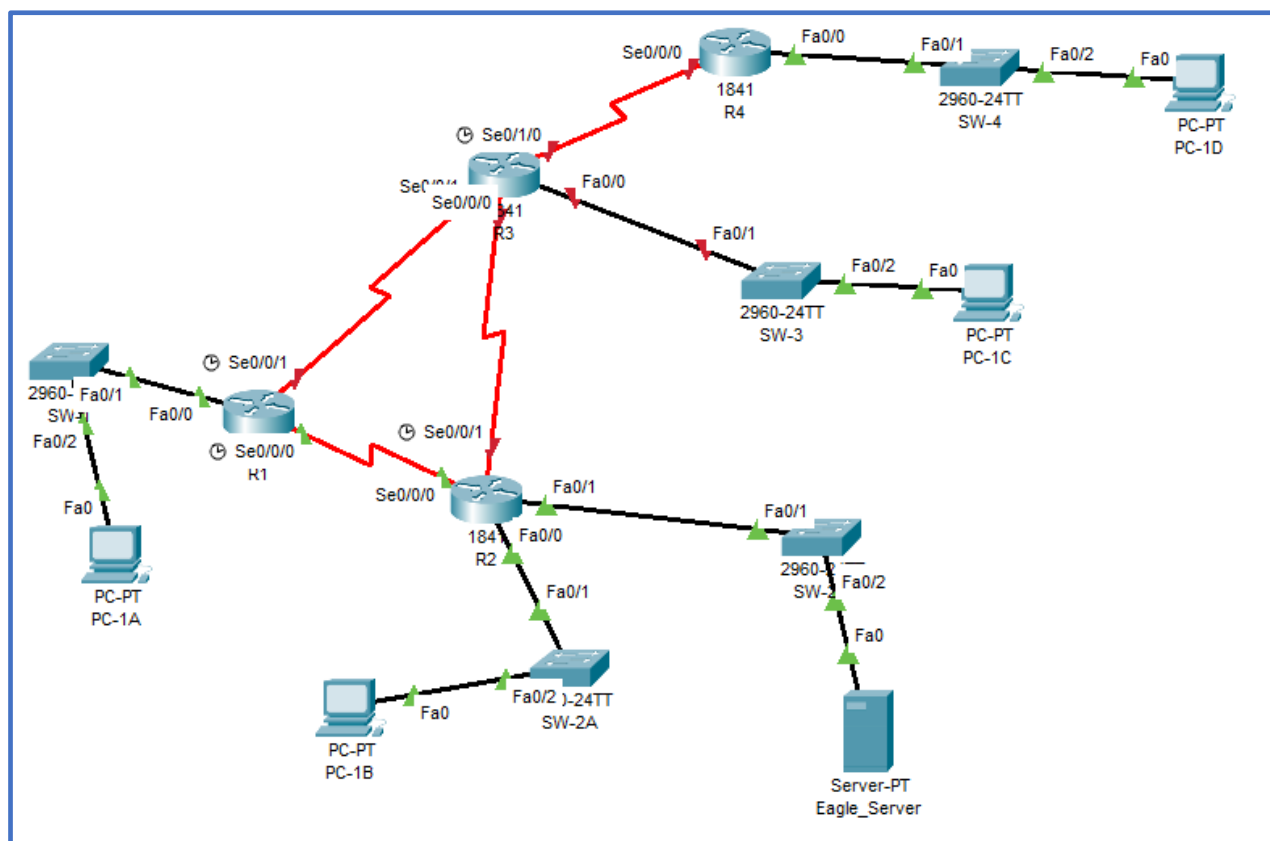 Fa0/0
Fa0/1
Fa0/2
Fa0
Se0/0/0
1841
R4
2960-24TT
SW-4
PC-PT
PC-1D
Se0/1/0
Se0/0/0
Fa0/0
R3
Fa0/1
Fa0/2
Fa0
2960-24TT
SW-3
PC-PT
PC-1C
Se0/0/1
Fa0/1
Fa0/0
Fa0/2
Se0/0/0
R1
Fa0
PC-PT
PC-1A
Se0/0/1
Se0/0/0
Fa0/1
R2
Fa0/0
Fa0/1
Fa0/1
Fa0/2
Fa0
Fa0/2
SW-2A
Fa0
PC-PT
PC-1B
Server-PT
Eagle_Server